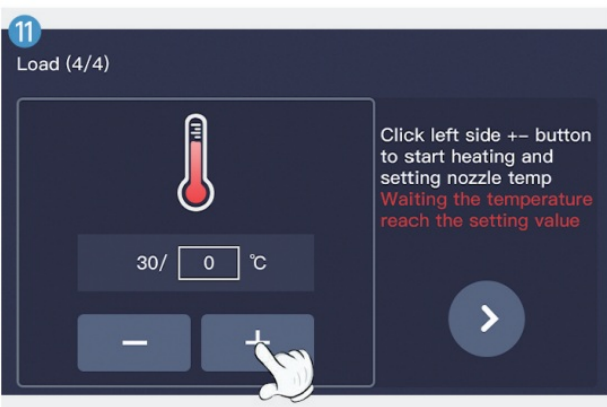 11
Load (4/4)
Click left side +- button
to start heating and
setting nozzle temp
Waiting the temperature
reach the setting value
30/ 0 ℃
- +
>